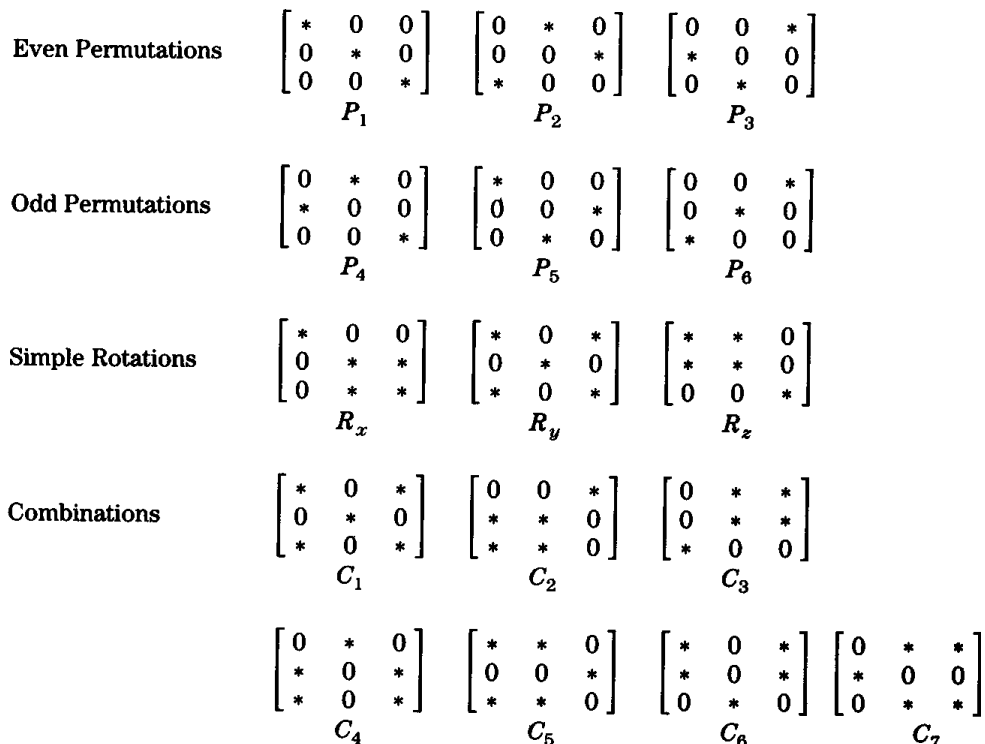 Even Permutations
[ * 0 0 ] [ 0 * 0 ] [ 0 0 * ]
[ 0 * 0 ] [ 0 0 * ] [ * 0 0 ]
[ 0 0 * ] [ * 0 0 ] [ 0 * 0 ]
P₁ P₂ P₃
Odd Permutations
[ 0 * 0 ] [ * 0 0 ] [ 0 0 * ]
[ * 0 0 ] [ 0 0 * ] [ 0 * 0 ]
[ 0 0 * ] [ 0 * 0 ] [ * 0 0 ]
P₄ P₅ P₆
Simple Rotations
[ * 0 0 ] [ * 0 * ] [ * * 0 ]
[ 0 * * ] [ 0 * 0 ] [ * * 0 ]
[ 0 * * ] [ * 0 * ] [ 0 0 * ]
Rₓ R_y R_z
Combinations
[ * 0 * ] [ 0 0 * ] [ 0 * * ]
[ 0 * 0 ] [ * * 0 ] [ 0 * * ]
[ * 0 * ] [ * * 0 ] [ * 0 0 ]
C₁ C₂ C₃
[ 0 * 0 ] [ * * 0 ] [ * 0 * ] [ 0 * * ]
[ * 0 * ] [ 0 0 * ] [ * 0 * ] [ * 0 0 ]
[ * 0 * ] [ * * 0 ] [ 0 * 0 ] [ 0 * * ]
C₄ C₅ C₆ C₇